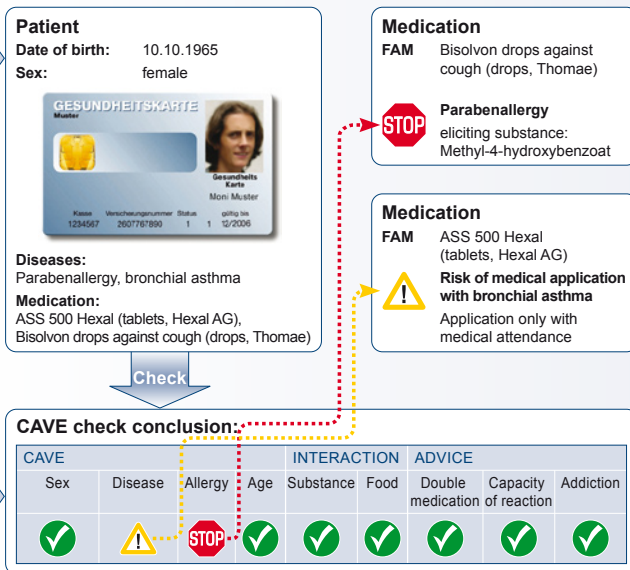 Patient
Date of birth: 10.10.1965
Sex: female
GESUNDHEITSKARTE
Muster
Gesundheits
Karte
Moni Muster
Kasse Versicherungsnummer Status gültig bis
1234567 2607767890 1 1 12/2006
Diseases:
Parabenallergy, bronchial asthma
Medication:
ASS 500 Hexal (tablets, Hexal AG),
Bisolvon drops against cough (drops, Thomae)
Check
Medication
FAM Bisolvon drops against
cough (drops, Thomae)
STOP
Parabenallergy
eliciting substance:
Methyl-4-hydroxybenzoat
Medication
FAM ASS 500 Hexal
(tablets, Hexal AG)
!
Risk of medical application
with bronchial asthma
Application only with
medical attendance
CAVE check conclusion:
CAVE INTERACTION ADVICE
Sex Disease Allergy Age Substance Food Double medication Capacity of reaction Addiction
! STOP